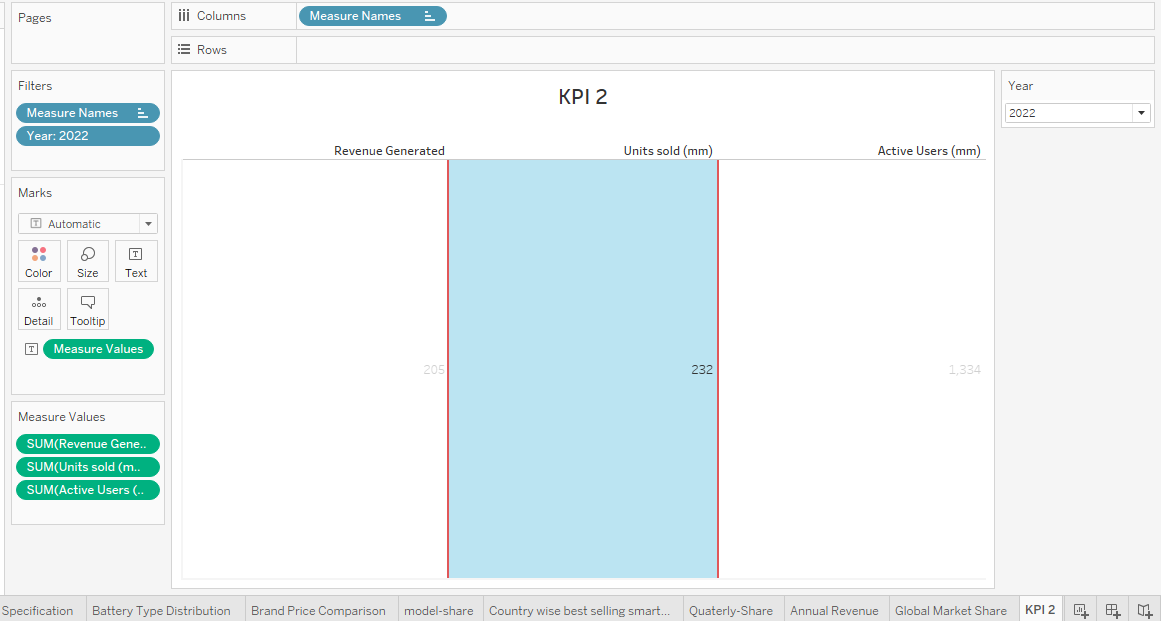 Pages
Columns
Measure Names
Rows
Filters
Measure Names
Year: 2022
Marks
T Automatic
Color
Size
T
Text
Detail
Tooltip
T Measure Values
Measure Values
SUM(Revenue Gene..
SUM(Units sold (m..
SUM(Active Users (..
KPI 2
Revenue Generated
Units sold (mm)
Active Users (mm)
205
232
1,334
Year
2022
Specification
Battery Type Distribution
Brand Price Comparison
model-share
Country wise best selling smart...
Quaterly-Share
Annual Revenue
Global Market Share
KPI 2